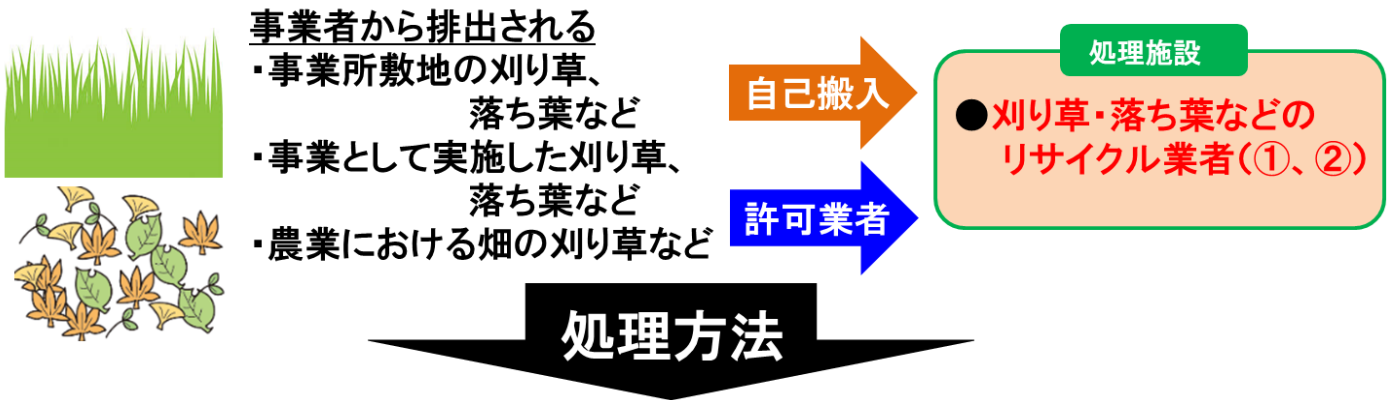 事業者から排出される
・事業所敷地の刈り草、
落ち葉など
・事業として実施した刈り草、
落ち葉など
・農業における畑の刈り草など
自己搬入
許可業者
処理施設
●刈り草・落ち葉などの
リサイクル業者(①、②)
処理方法